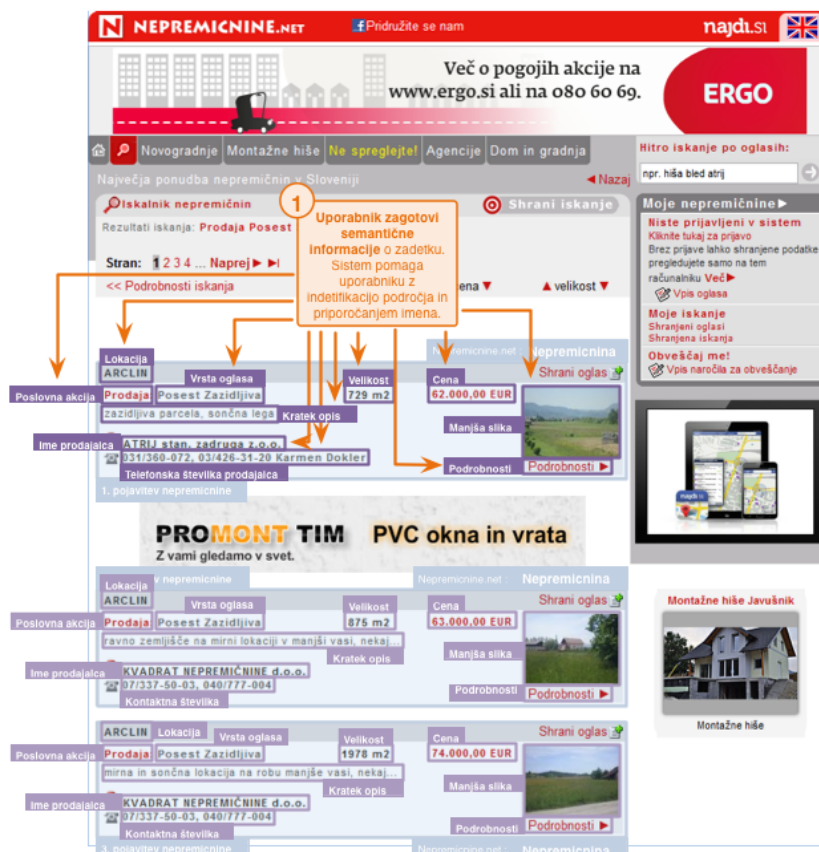 NEPREMICNINE.NET
Pridružite se nam
najdi.si
Več o pogojih akcije na
www.ergo.si ali na 080 60 69.
ERGO
Novogradnje Montažne hiše Ne spreglejte! Agencije Dom in gradnja
Največja ponudba nepremičnin v Sloveniji
Nazaj
Hitro iskanje po oglasih:
npr. hiša bled atrij
Iskalnik nepremičnin
Shrani iskanje
Rezultati iskanja: Prodaja Posest
Stran: 1 2 3 4 ... Naprej
<< Podrobnosti iskanja
velikost
1
Uporabnik zagotovi
semantične
informacije o zadetku.
Sistem pomaga
uporabniku z
indetifikacijo področja in
priporočanjem imena.
Moje nepremičnine
Niste prijavljeni v sistem
Kliknite tukaj za prijavo
Brez prijave lahko shranjene podatke
pregledujete samo na tem
računalniku Več
Vpis oglasa
Moje iskanje
Shranjeni oglasi
Shranjena iskanja
Obveščaj me!
Vpis naročila za obveščanje
Nepremicnine.net : Nepremicnina
Lokacija
ARCLIN
Vrsta oglasa
Velikost
Cena
Shrani oglas
Poslovna akcija
Prodaja: Posest Zazidljiva
729 m2
62.000,00 EUR
zazidljiva parcela, sončna lega
Kratek opis
Manjša slika
Ime prodajalca
ATRIJ stan. zadruga z.o.o.
031/360-072, 03/426-31-20 Karmen Dokler
Telefonska številka prodajalca
Podrobnosti
Podrobnosti
1. pojavitev nepremicnine
najdi.si
PROMONT TIM
Z vami gledamo v svet.
PVC okna in vrata
v nepremicnine
Nepremicnine.net : Nepremicnina
Lokacija
ARCLIN
Vrsta oglasa
Velikost
Cena
Shrani oglas
Poslovna akcija
Prodaja: Posest Zazidljiva
875 m2
63.000,00 EUR
ravno zemljišče na mirni lokaciji v manjši vasi, nekaj...
Kratek opis
Manjša slika
Ime prodajalca
KVADRAT NEPREMIČNINE d.o.o.
07/337-50-03, 040/777-004
Kontaktna številka
Podrobnosti
Podrobnosti
Montažne hiše Javušnik
Montažne hiše
ARCLIN
Lokacija
Vrsta oglasa
Velikost
Cena
Shrani oglas
Poslovna akcija
Prodaja: Posest Zazidljiva
1978 m2
74.000,00 EUR
mirna in sončna lokacija na robu manjše vasi, nekaj...
Kratek opis
Manjša slika
Ime prodajalca
KVADRAT NEPREMIČNINE d.o.o.
07/337-50-03, 040/777-004
Kontaktna številka
Podrobnosti
Podrobnosti
3. pojavitev nepremicnine
Nepremicnine.net : Nepremicnina